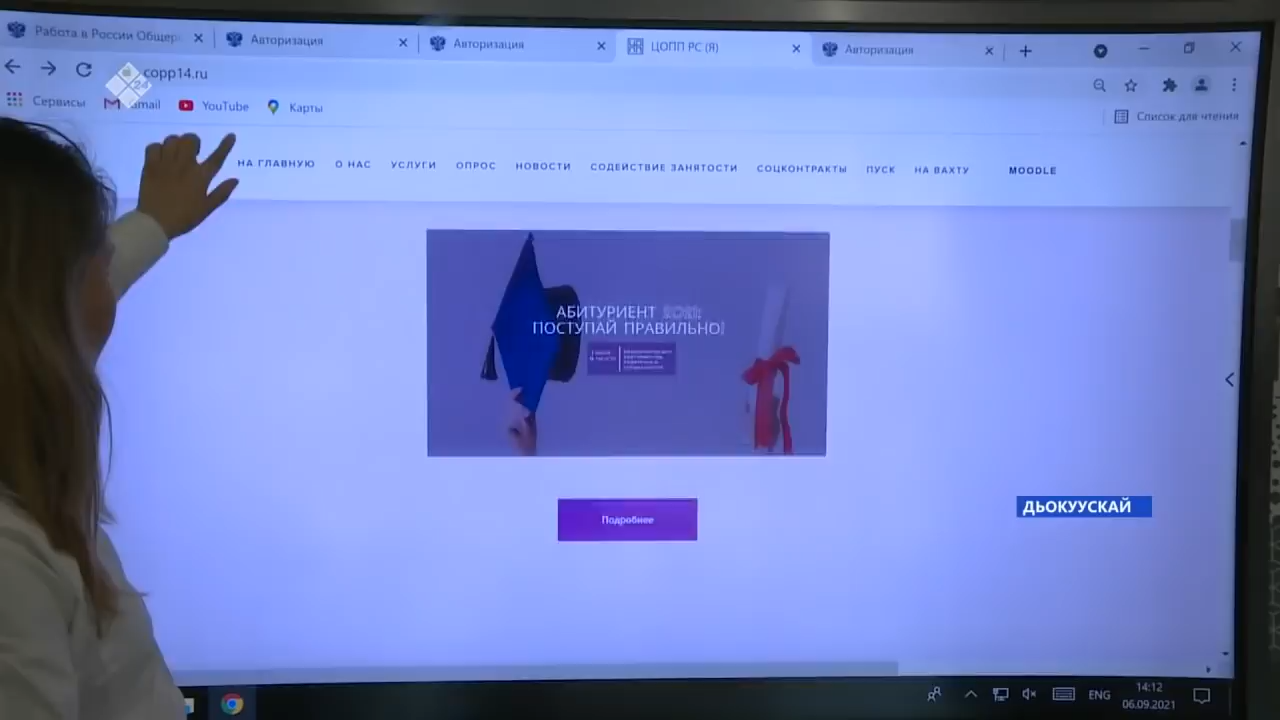 Работа в России Общер
Авторизация
Авторизация
ЦОПП РС (Я)
Авторизация
copp14.ru
24
Сервисы
Gmail
YouTube
Карты
Список для чтения
НА ГЛАВНУЮ
О НАС
УСЛУГИ
ОПРОС
НОВОСТИ
СОДЕЙСТВИЕ ЗАНЯТОСТИ
СОЦКОНТРАКТЫ
ПУСК
НА ВАХТУ
MOODLE
АБИТУРИЕНТ
ПОСТУПАЙ ПРАВИЛЬНО!
Подробнее
ДЬОКУУСКАЙ
ENG
14:12
06.09.2021